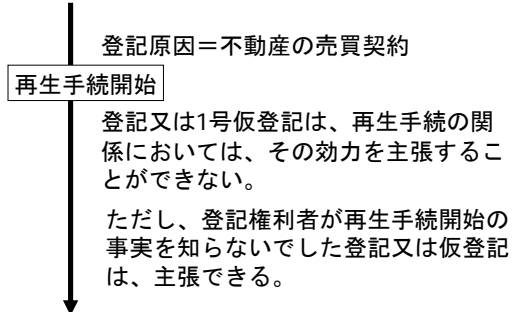 登記原因＝不動産の売買契約
再生手続開始
登記又は1号仮登記は、再生手続の関
係においては、その効力を主張するこ
とができない。
ただし、登記権利者が再生手続開始の
事実を知らないでした登記又は仮登記
は、主張できる。